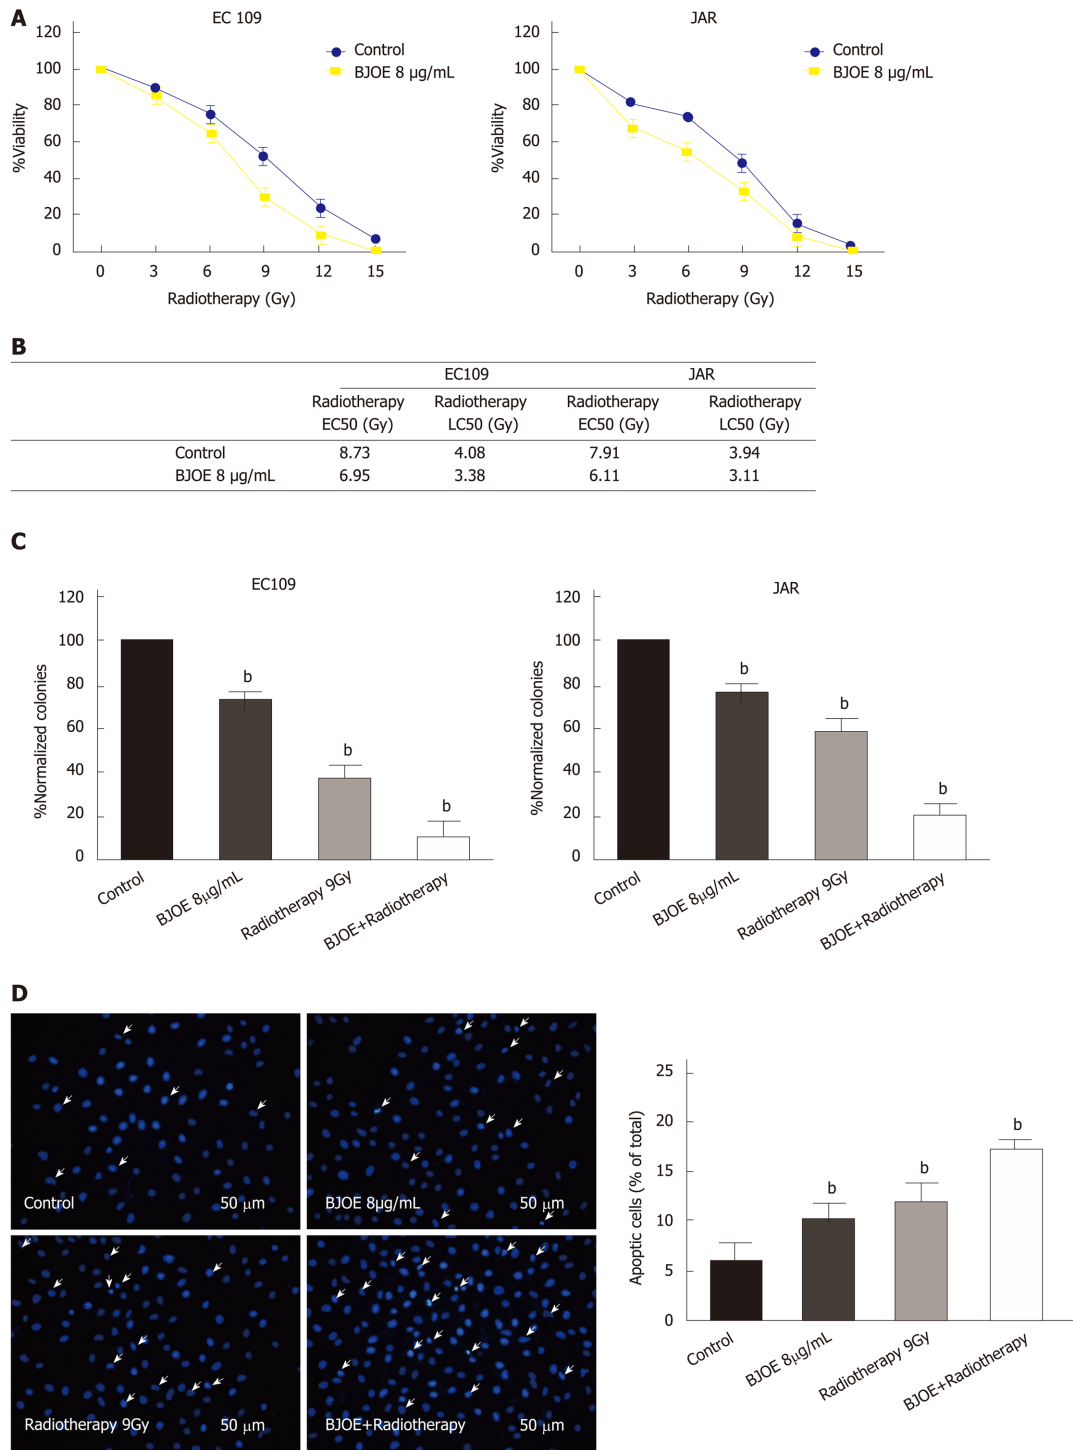 A
EC 109
120
100
80
60
40
20
0
%Viability
Control
BJOE 8 μg/mL
0 3 6 9 12 15
Radiotherapy (Gy)
JAR
120
100
80
60
40
20
0
%Viability
Control
BJOE 8 μg/mL
0 3 6 9 12 15
Radiotherapy (Gy)
B
EC109 JAR
Radiotherapy Radiotherapy Radiotherapy Radiotherapy
EC50 (Gy) LC50 (Gy) EC50 (Gy) LC50 (Gy)
Control 8.73 4.08 7.91 3.94
BJOE 8 μg/mL 6.95 3.38 6.11 3.11
C
EC109
120
100
80
60
40
20
0
%Normalized colonies
b
b
b
Control
BJOE 8μg/mL
Radiotherapy 9Gy
BJOE+Radiotherapy
JAR
120
100
80
60
40
20
0
%Normalized colonies
b
b
b
Control
BJOE 8μg/mL
Radiotherapy 9Gy
BJOE+Radiotherapy
D
Control 50 μm
BJOE 8μg/mL 50 μm
Radiotherapy 9Gy 50 μm
BJOE+Radiotherapy 50 μm
25
20
15
10
5
0
Apoptic cells (% of total)
b
b
b
Control
BJOE 8μg/mL
Radiotherapy 9Gy
BJOE+Radiotherapy